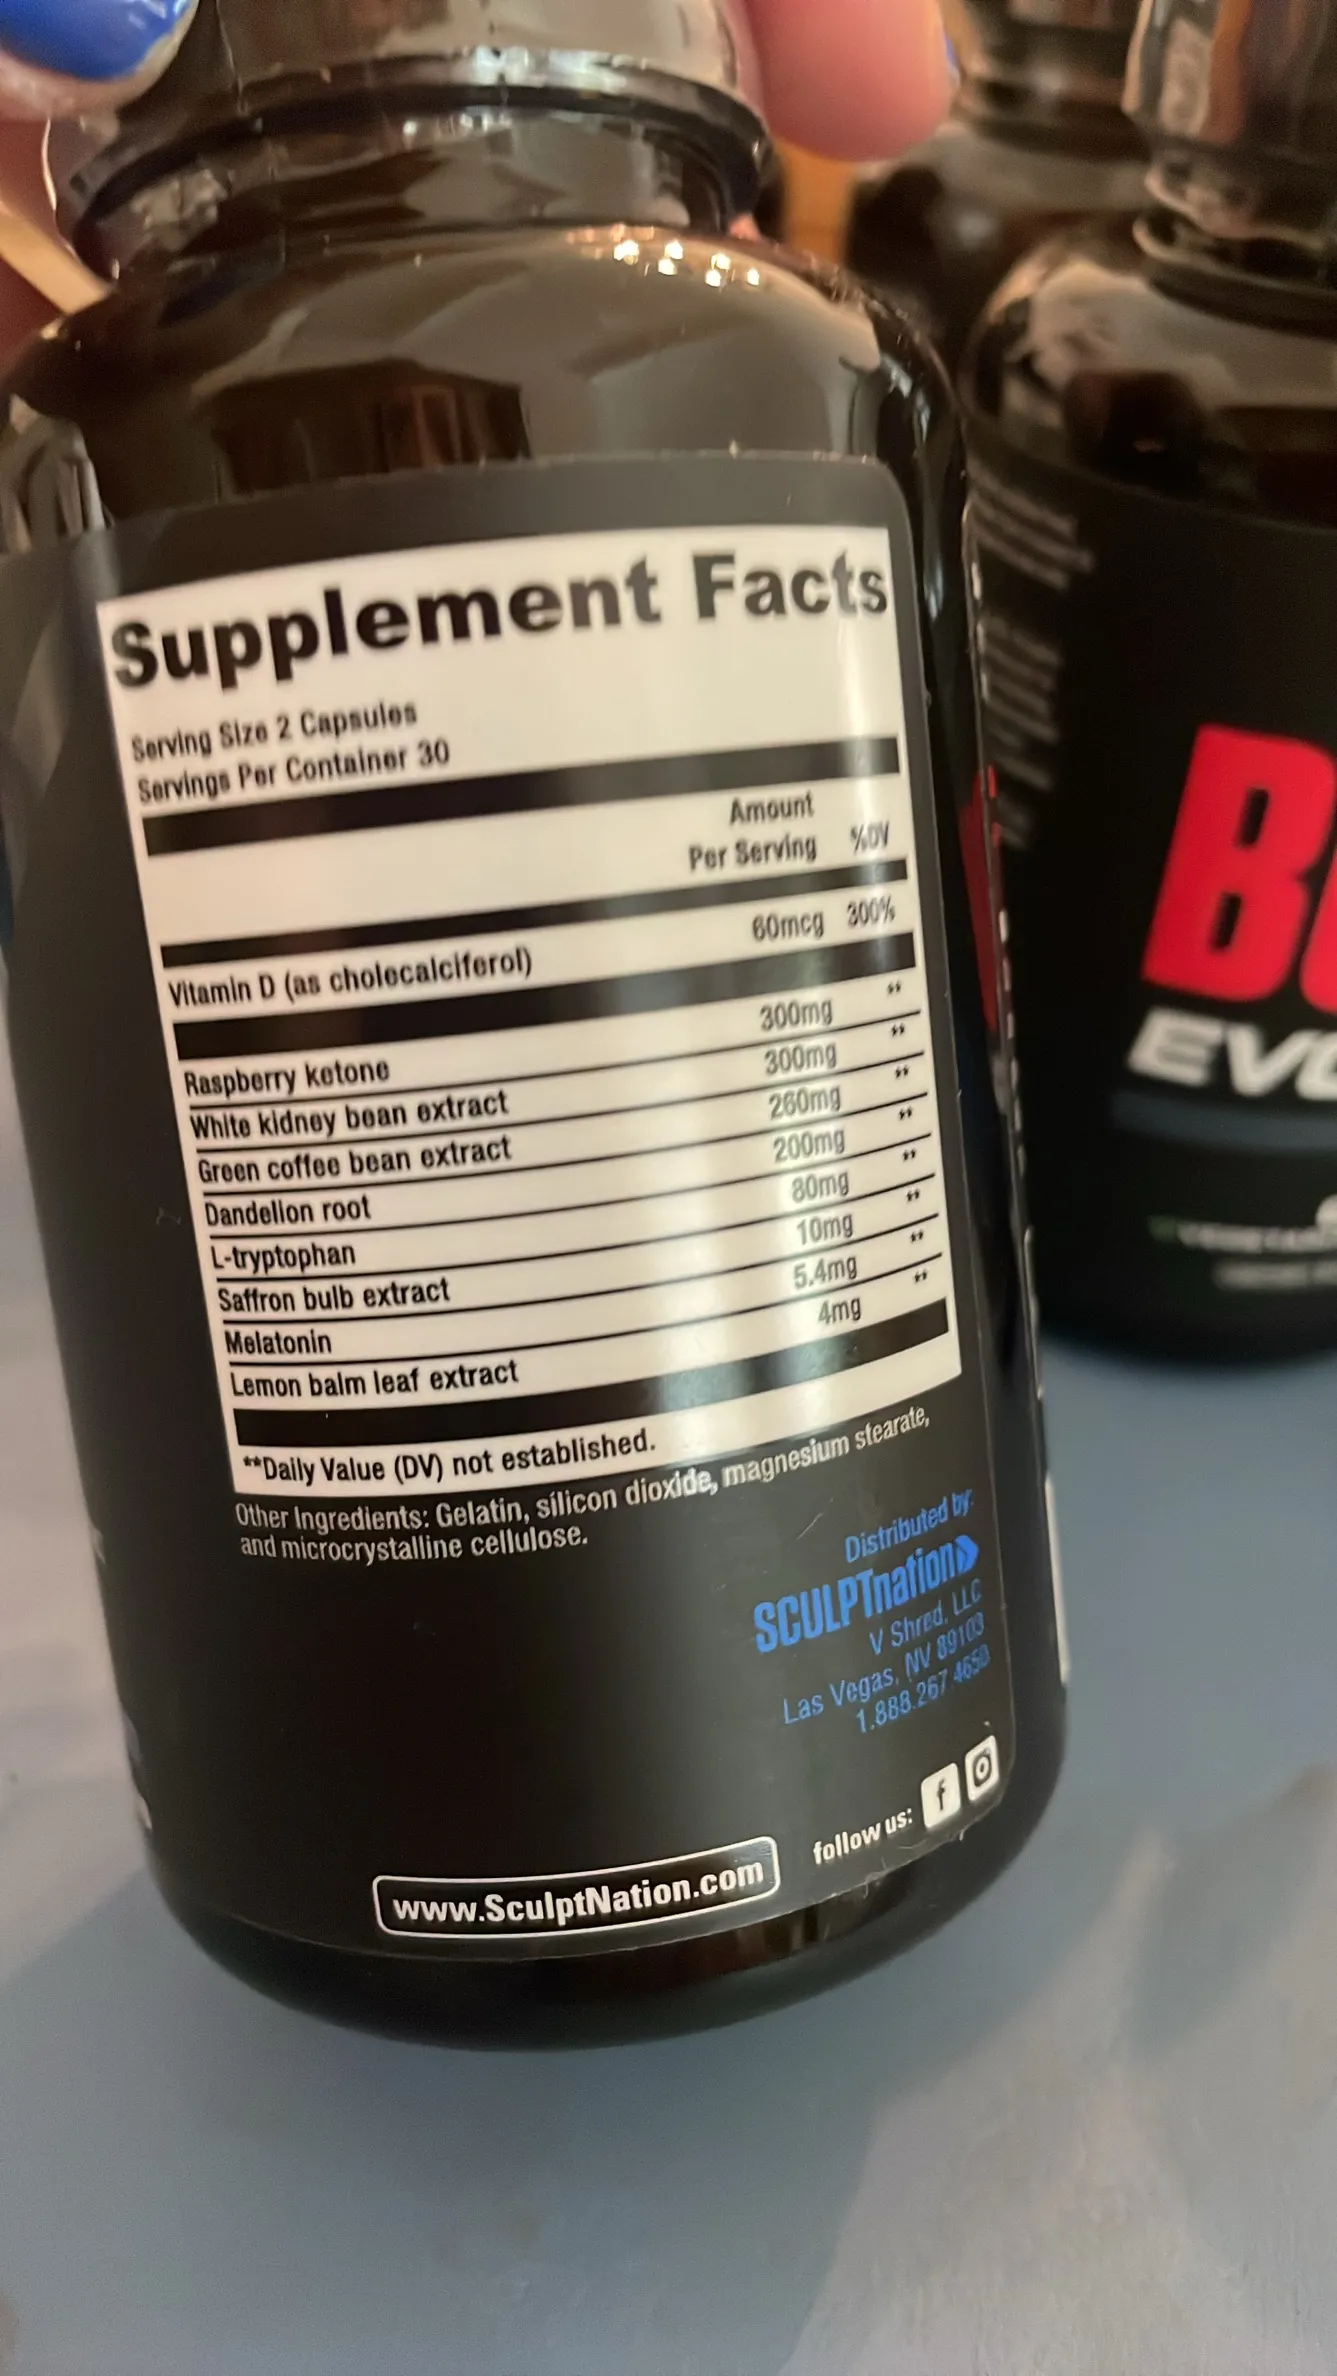 Supplement Facts
Serving Size 2 Capsules
Servings Per Container 30
Amount
Per Serving %DV
Vitamin D (as cholecalciferol) 60mcg 300%
Raspberry ketone 300mg **
White kidney bean extract 300mg **
Green coffee bean extract 260mg **
Dandelion root 200mg **
L-tryptophan 80mg **
Saffron bulb extract 10mg **
Melatonin 5.4mg **
Lemon balm leaf extract 4mg **
**Daily Value (DV) not established.
Other Ingredients: Gelatin, silicon dioxide, magnesium stearate,
and microcrystalline cellulose.
Distributed by:
SCULPTnation
V Shred, LLC
Las Vegas, NV 89103
1.888.267.4650
follow us:
www.SculptNation.com